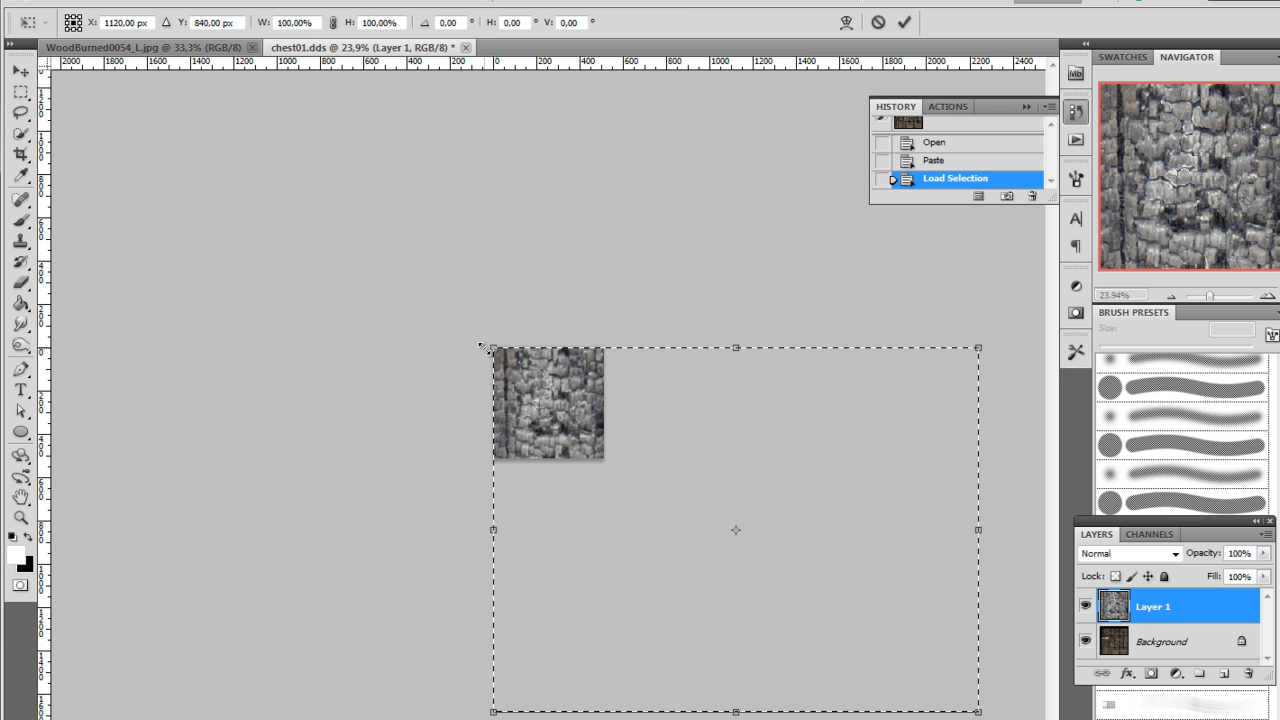 X: 1120,00 px Y: 840,00 px W: 100,00% H: 100,00% 0,00 ° H: 0,00 ° V: 0,00 °
WoodBurned0054_L.jpg @ 33,3% (RGB/8) chest01.dds @ 23,9% (Layer 1, RGB/8) *
2000 1800 1600 1400 1200 1000 800 600 400 200 0 200 400 600 800 1000 1200 1400 1600 1800 2000 2200 2400
SWATCHES NAVIGATOR
HISTORY ACTIONS
Open
Paste
Load Selection
23.94%
BRUSH PRESETS
Size:
LAYERS CHANNELS
Normal Opacity: 100%
Lock: Fill: 100%
Layer 1
Background